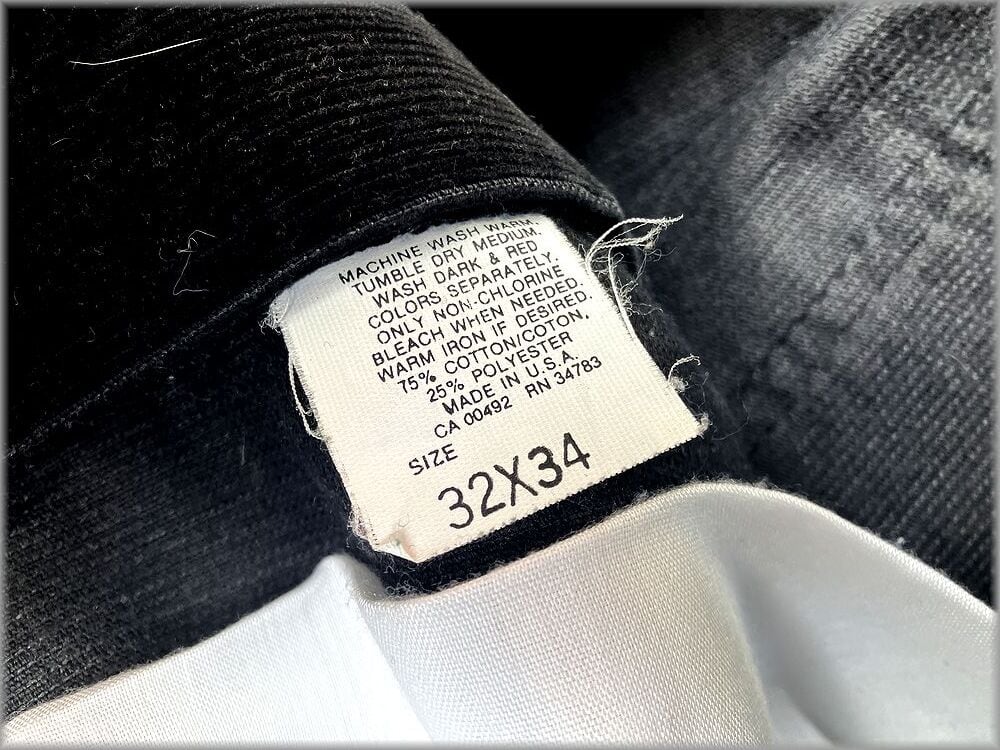 MACHINE WASH WARM.
TUMBLE DRY MEDIUM.
WASH DARK & RED
COLORS SEPARATELY.
ONLY NON-CHLORINE
BLEACH WHEN NEEDED.
WARM IRON IF DESIRED.
75% COTTON/COTON.
25% POLYESTER
MADE IN U.S.A.
CA 00492 RN 34783
SIZE
32X34